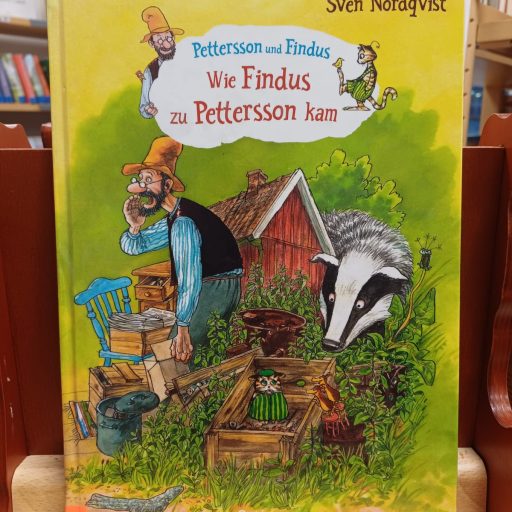 Sven Nordqvist
Pettersson und Findus
Wie Findus
zu Pettersson kam